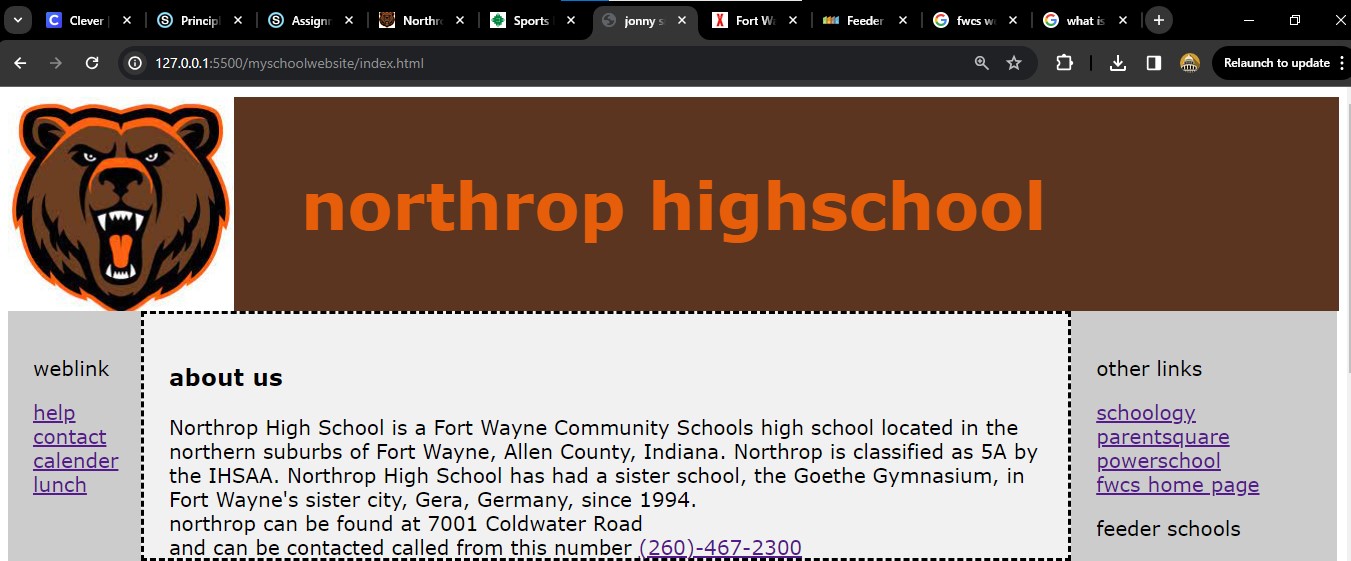 Clever
Princip
Assignr
Northro
Sports
jonny s
Fort Wa
Feeder
fwcs we
what is
127.0.0.1:5500/myschoolwebsite/index.html
Relaunch to update
northrop highschool
weblink
help
contact
calender
lunch
about us
Northrop High School is a Fort Wayne Community Schools high school located in the
northern suburbs of Fort Wayne, Allen County, Indiana. Northrop is classified as 5A by
the IHSAA. Northrop High School has had a sister school, the Goethe Gymnasium, in
Fort Wayne's sister city, Gera, Germany, since 1994.
northrop can be found at 7001 Coldwater Road
and can be contacted called from this number (260)-467-2300
other links
schoology
parentsquare
powerschool
fwcs home page
feeder schools